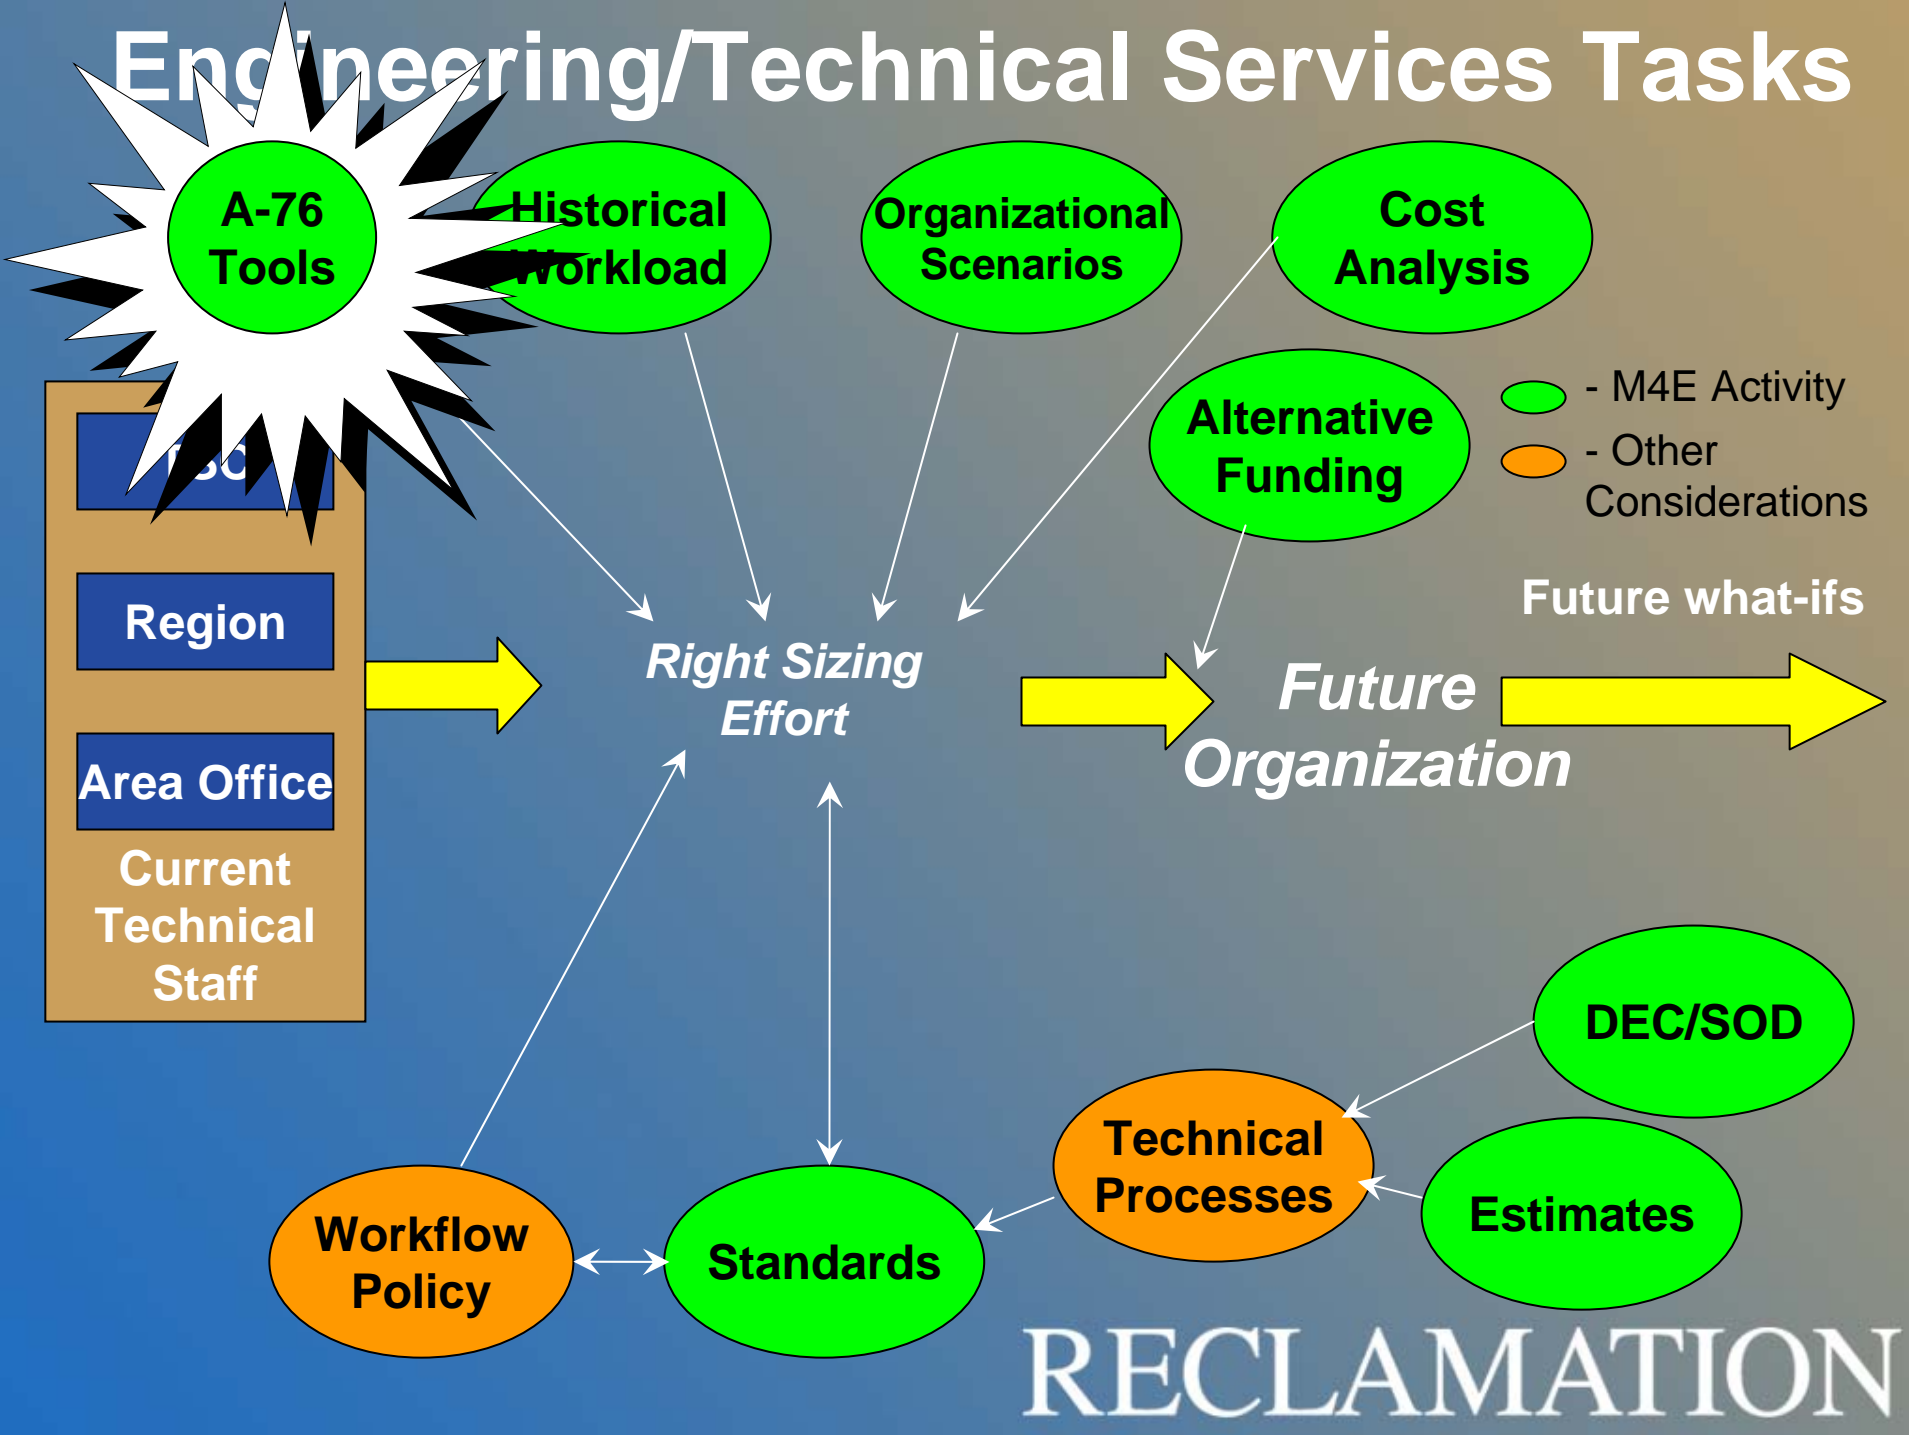 Engineering/Technical Services Tasks
A-76
Tools
Historical
Workload
Organizational
Scenarios
Cost
Analysis
Alternative
Funding
- M4E Activity
- Other
Considerations
Future what-ifs
Region
Area Office
Current
Technical
Staff
Right Sizing
Effort
Future
Organization
DEC/SOD
Technical
Processes
Estimates
Workflow
Policy
Standards
RECLAMATION